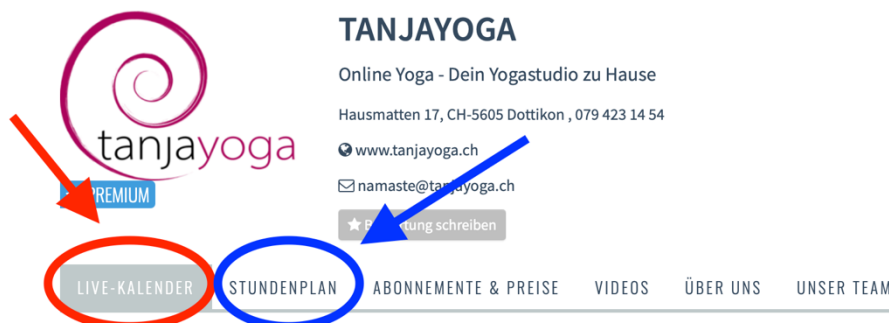 TANJAYOGA
Online Yoga - Dein Yogastudio zu Hause
Hausmatten 17, CH-5605 Dottikon , 079 423 14 54
tanjayoga
www.tanjayoga.ch
namaste@tanjayoga.ch
PREMIUM
schreiben
LIVE-KALENDER STUNDENPLAN ABONNEMENTE & PREISE VIDEOS ÜBER UNS UNSER TEAM